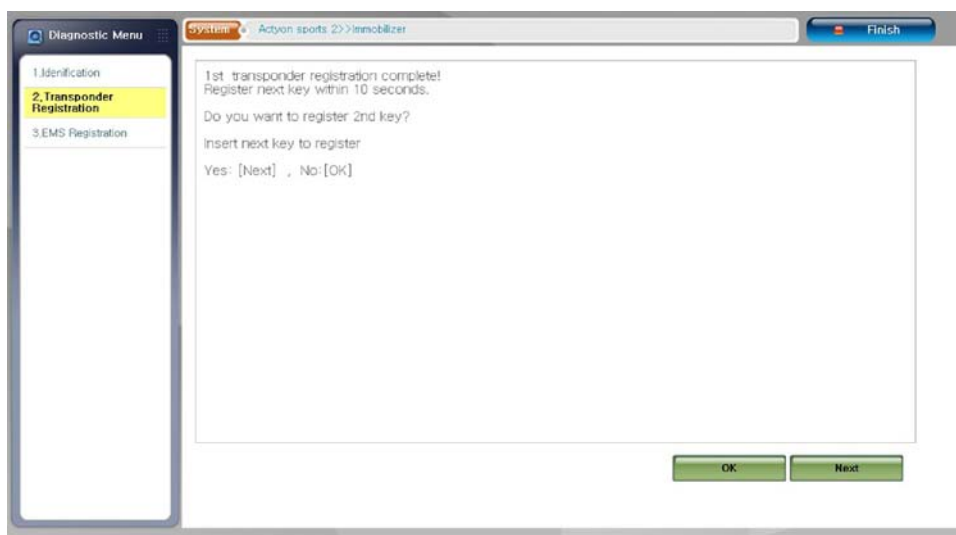 Diagnostic Menu
System
Actyon sports 2>>Immobilizer
Finish
1.Idenification
2.Transponder
Registration
3.EMS Registration
1st transponder registration complete!
Register next key within 10 seconds.
Do you want to register 2nd key?
Insert next key to register
Yes: [Next] , No:[OK]
OK
Next